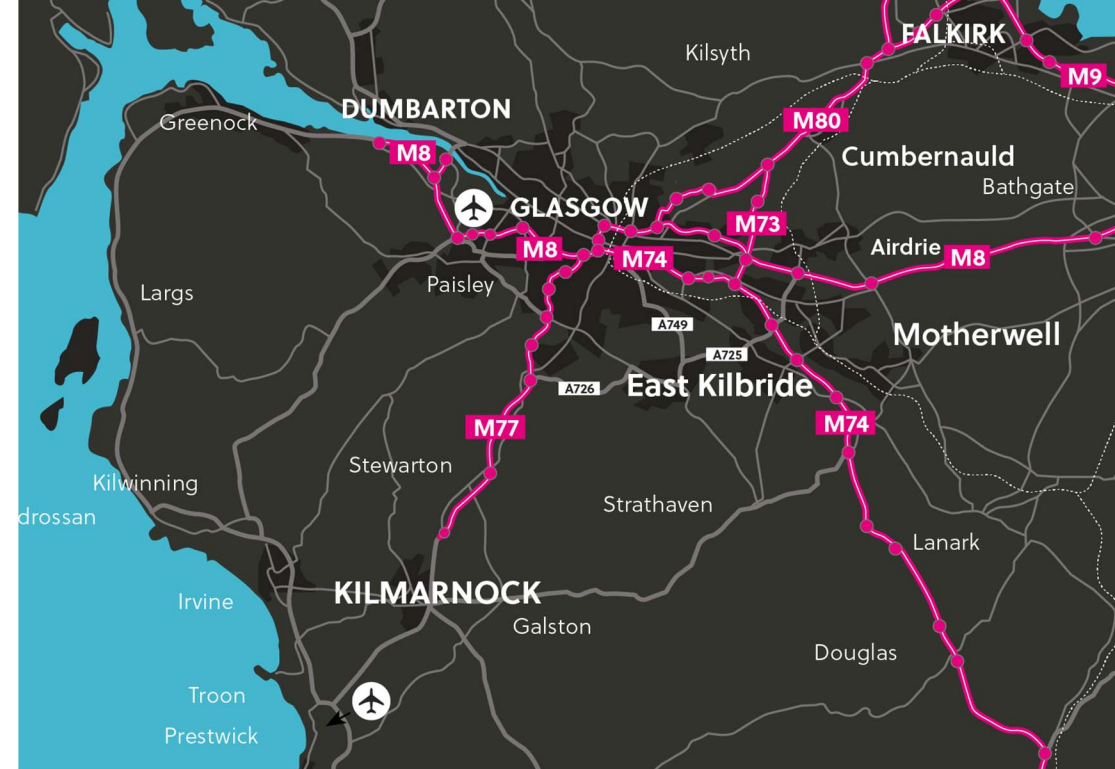 FALKIRK
Kilsyth
M9
DUMBARTON
Greenock
M80
M8
Cumbernauld
Bathgate
GLASGOW
M73
M8
M74
Airdrie
M8
Paisley
Largs
A749
Motherwell
A725
East Kilbride
A726
M77
M74
Stewarton
Kilwinning
Strathaven
drossan
Lanark
KILMARNOCK
Irvine
Galston
Douglas
Troon
Prestwick